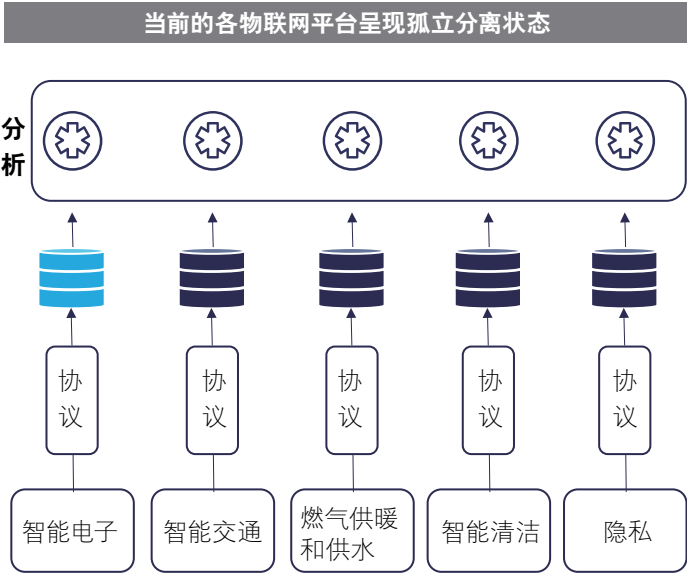 当前的各物联网平台呈现孤立分离状态
分
析
协
议
协
议
协
议
协
议
协
议
智能电子
智能交通
燃气供暖
和供水
智能清洁
隐私